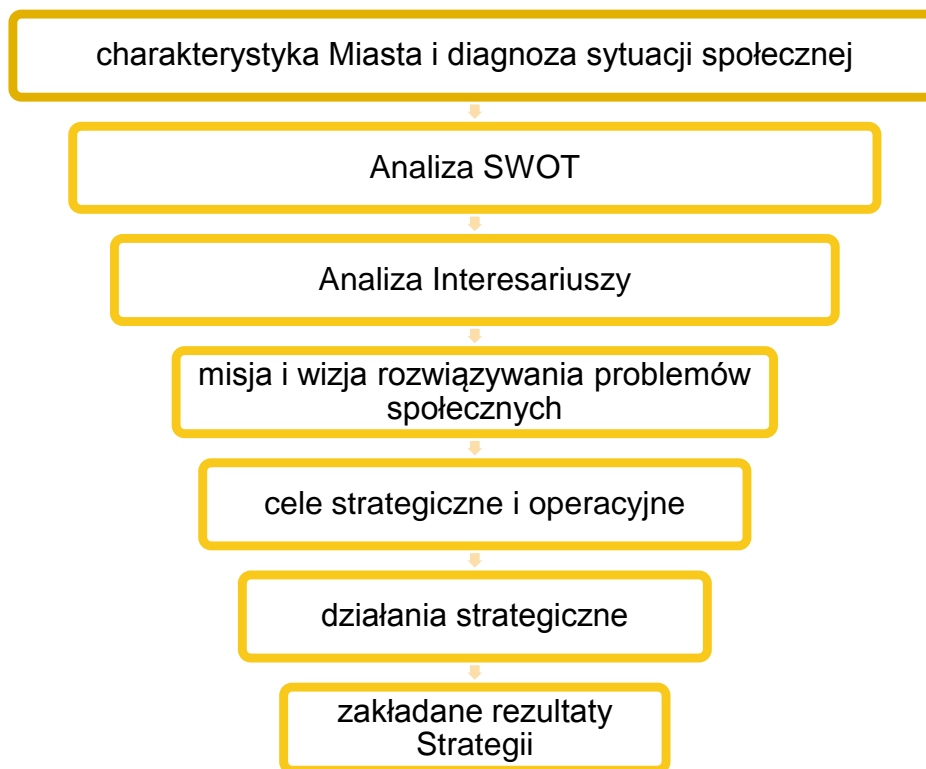 charakterystyka Miasta i diagnoza sytuacji społecznej
Analiza SWOT
Analiza Interesariuszy
misja i wizja rozwiązywania problemów
społecznych
cele strategiczne i operacyjne
działania strategiczne
zakładane rezultaty
Strategii